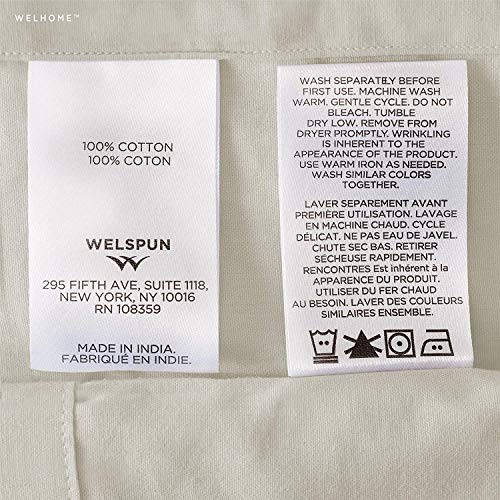 WELHOME™
100% COTTON
100% COTON
WELSPUN
295 FIFTH AVE, SUITE 1118,
NEW YORK, NY 10016
RN 108359
MADE IN INDIA.
FABRIQUÉ EN INDIE.
WASH SEPARATELY BEFORE
FIRST USE. MACHINE WASH
WARM. GENTLE CYCLE. DO NOT
BLEACH. TUMBLE
DRY LOW. REMOVE FROM
DRYER PROMPTLY. WRINKLING
IS INHERENT TO THE
APPEARANCE OF THE PRODUCT.
USE WARM IRON AS NEEDED.
WASH SIMILAR COLORS
TOGETHER.
LAVER SEPAREMENT AVANT
PREMIÈRE UTILISATION. LAVAGE
EN MACHINE CHAUD. CYCLE
DÉLICAT. NE PAS EAU DE JAVEL.
CHUTE SEC BAS. RETIRER
SÉCHEUSE RAPIDEMENT.
RENCONTRES Est inhérent à la
APPARENCE DU PRODUIT.
UTILISER DU FER CHAUD
AU BESOIN. LAVER DES COULEURS
SIMILAIRES ENSEMBLE.